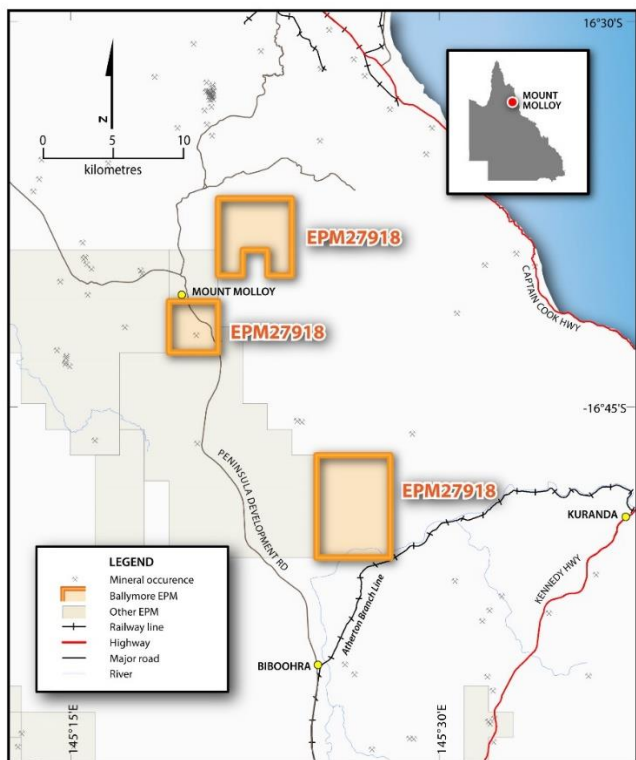 16°30'S
MOUNT
MOLLOY
N
0 5 10
kilometres
EPM27918
MOUNT MOLLOY
CAPTAIN COOK HWY
EPM27918
-16°45'S
PENINSULA DEVELOPMENT RD
EPM27918
KURANDA
KENNEDY HWY
Atherton Branch Line
BIBOOHRA
LEGEND
Mineral occurence
Ballymore EPM
Other EPM
Railway line
Highway
Major road
River
145°15'E
145°30'E